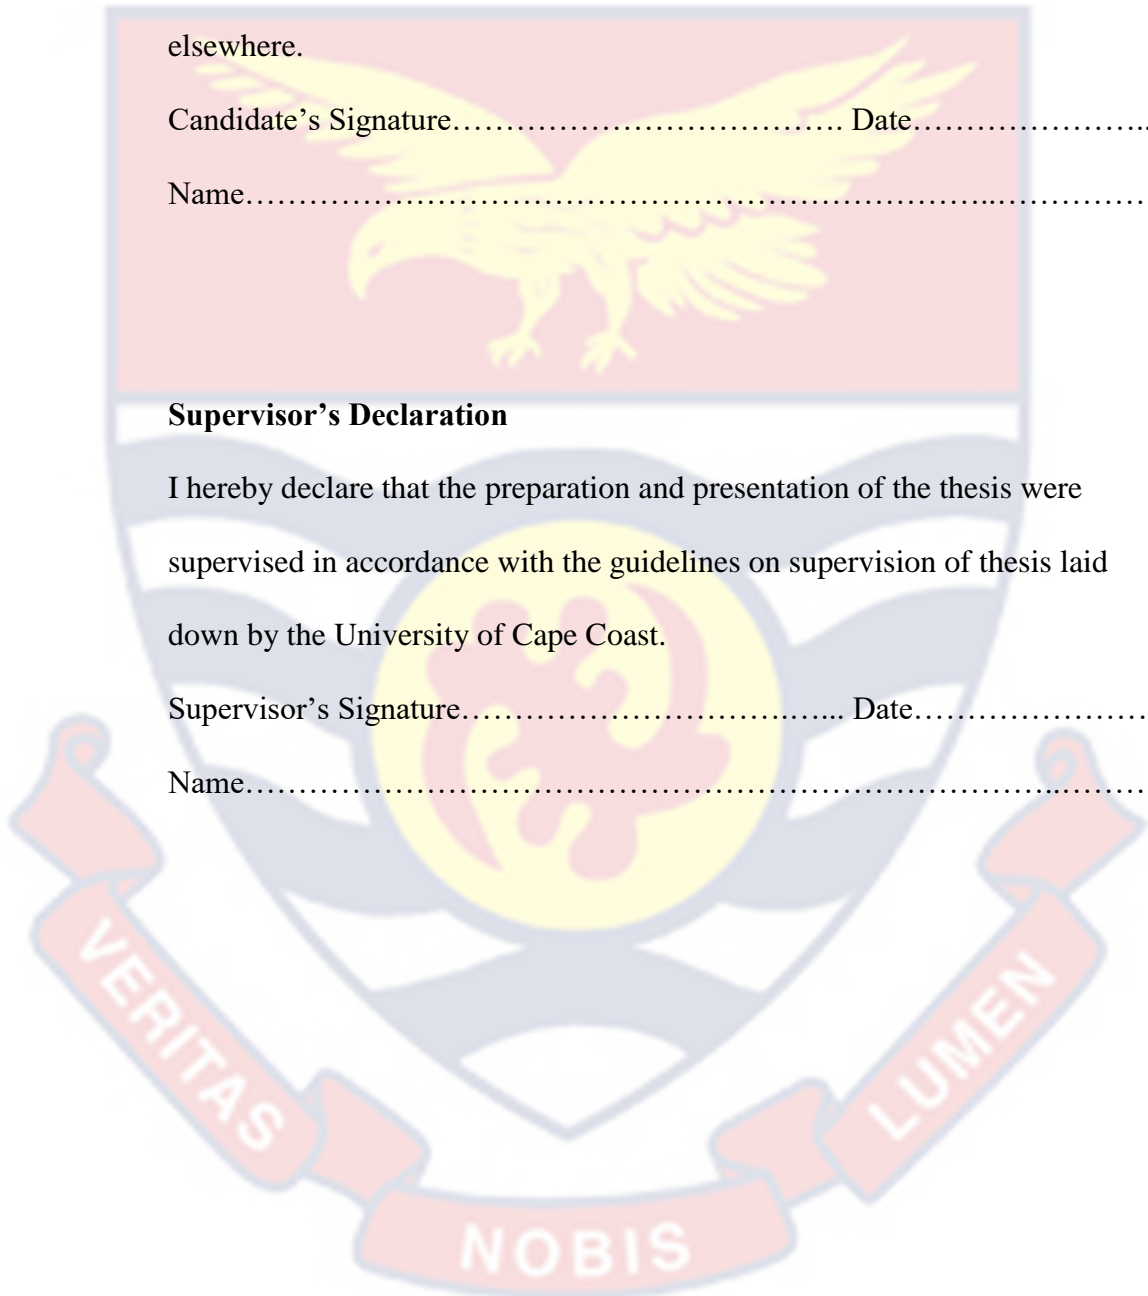 elsewhere.
Candidate’s Signature………………………………. Date…………………..
Name……………………………………………………………..……………
Supervisor’s Declaration
I hereby declare that the preparation and presentation of the thesis were
supervised in accordance with the guidelines on supervision of thesis laid
down by the University of Cape Coast.
Supervisor’s Signature………………………….…... Date…………………
Name…………………………………………………………………..………
VERITAS
NOBIS
LUMEN